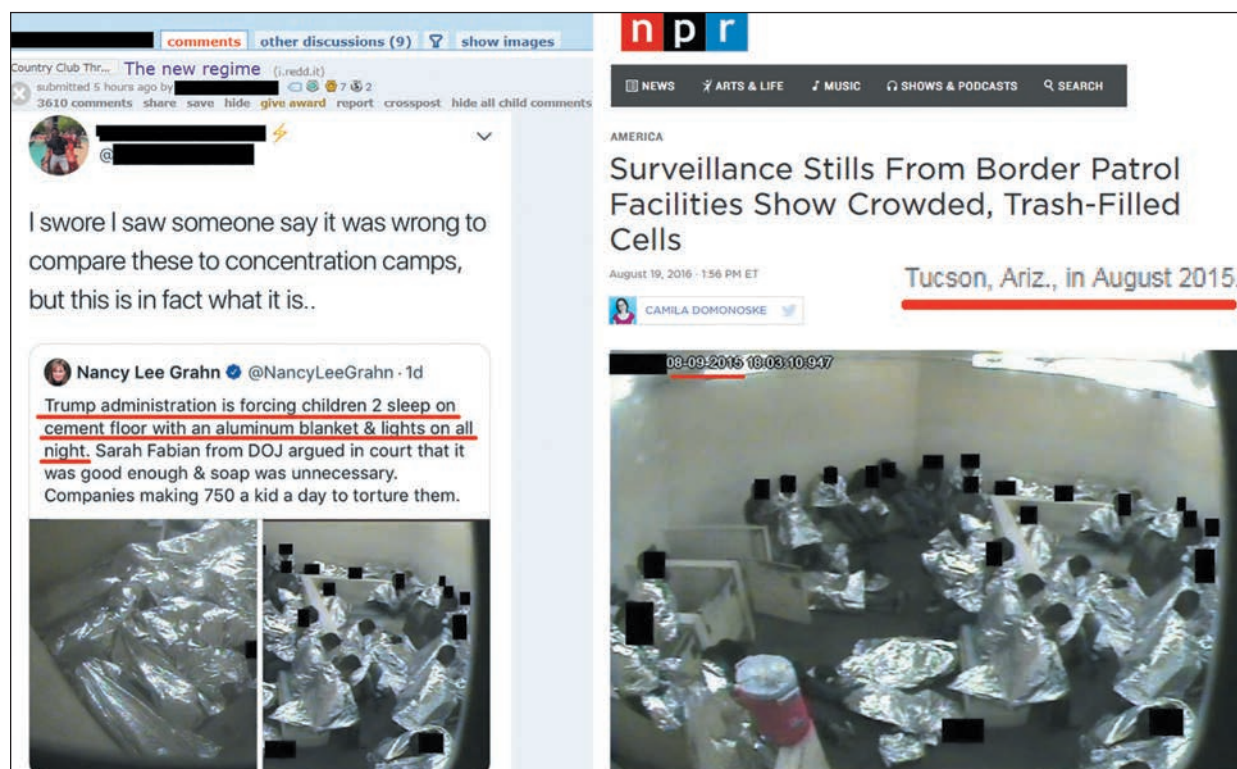 comments other discussions (9) show images
Country Club Thr... The new regime (i.redd.it)
submitted 5 hours ago by 7 2
3610 comments share save hide give award report crosspost hide all child comments
@
I swore I saw someone say it was wrong to
compare these to concentration camps,
but this is in fact what it is..
Nancy Lee Grahn @NancyLeeGrahn · 1d
Trump administration is forcing children 2 sleep on
cement floor with an aluminum blanket & lights on all
night. Sarah Fabian from DOJ argued in court that it
was good enough & soap was unnecessary.
Companies making 750 a kid a day to torture them.
npr
NEWS ARTS & LIFE MUSIC SHOWS & PODCASTS SEARCH
AMERICA
Surveillance Stills From Border Patrol
Facilities Show Crowded, Trash-Filled
Cells
August 19, 2016 · 1:56 PM ET
Tucson, Ariz., in August 2015.
CAMILA DOMONOSKE
08-09-2015 18:03:10.947